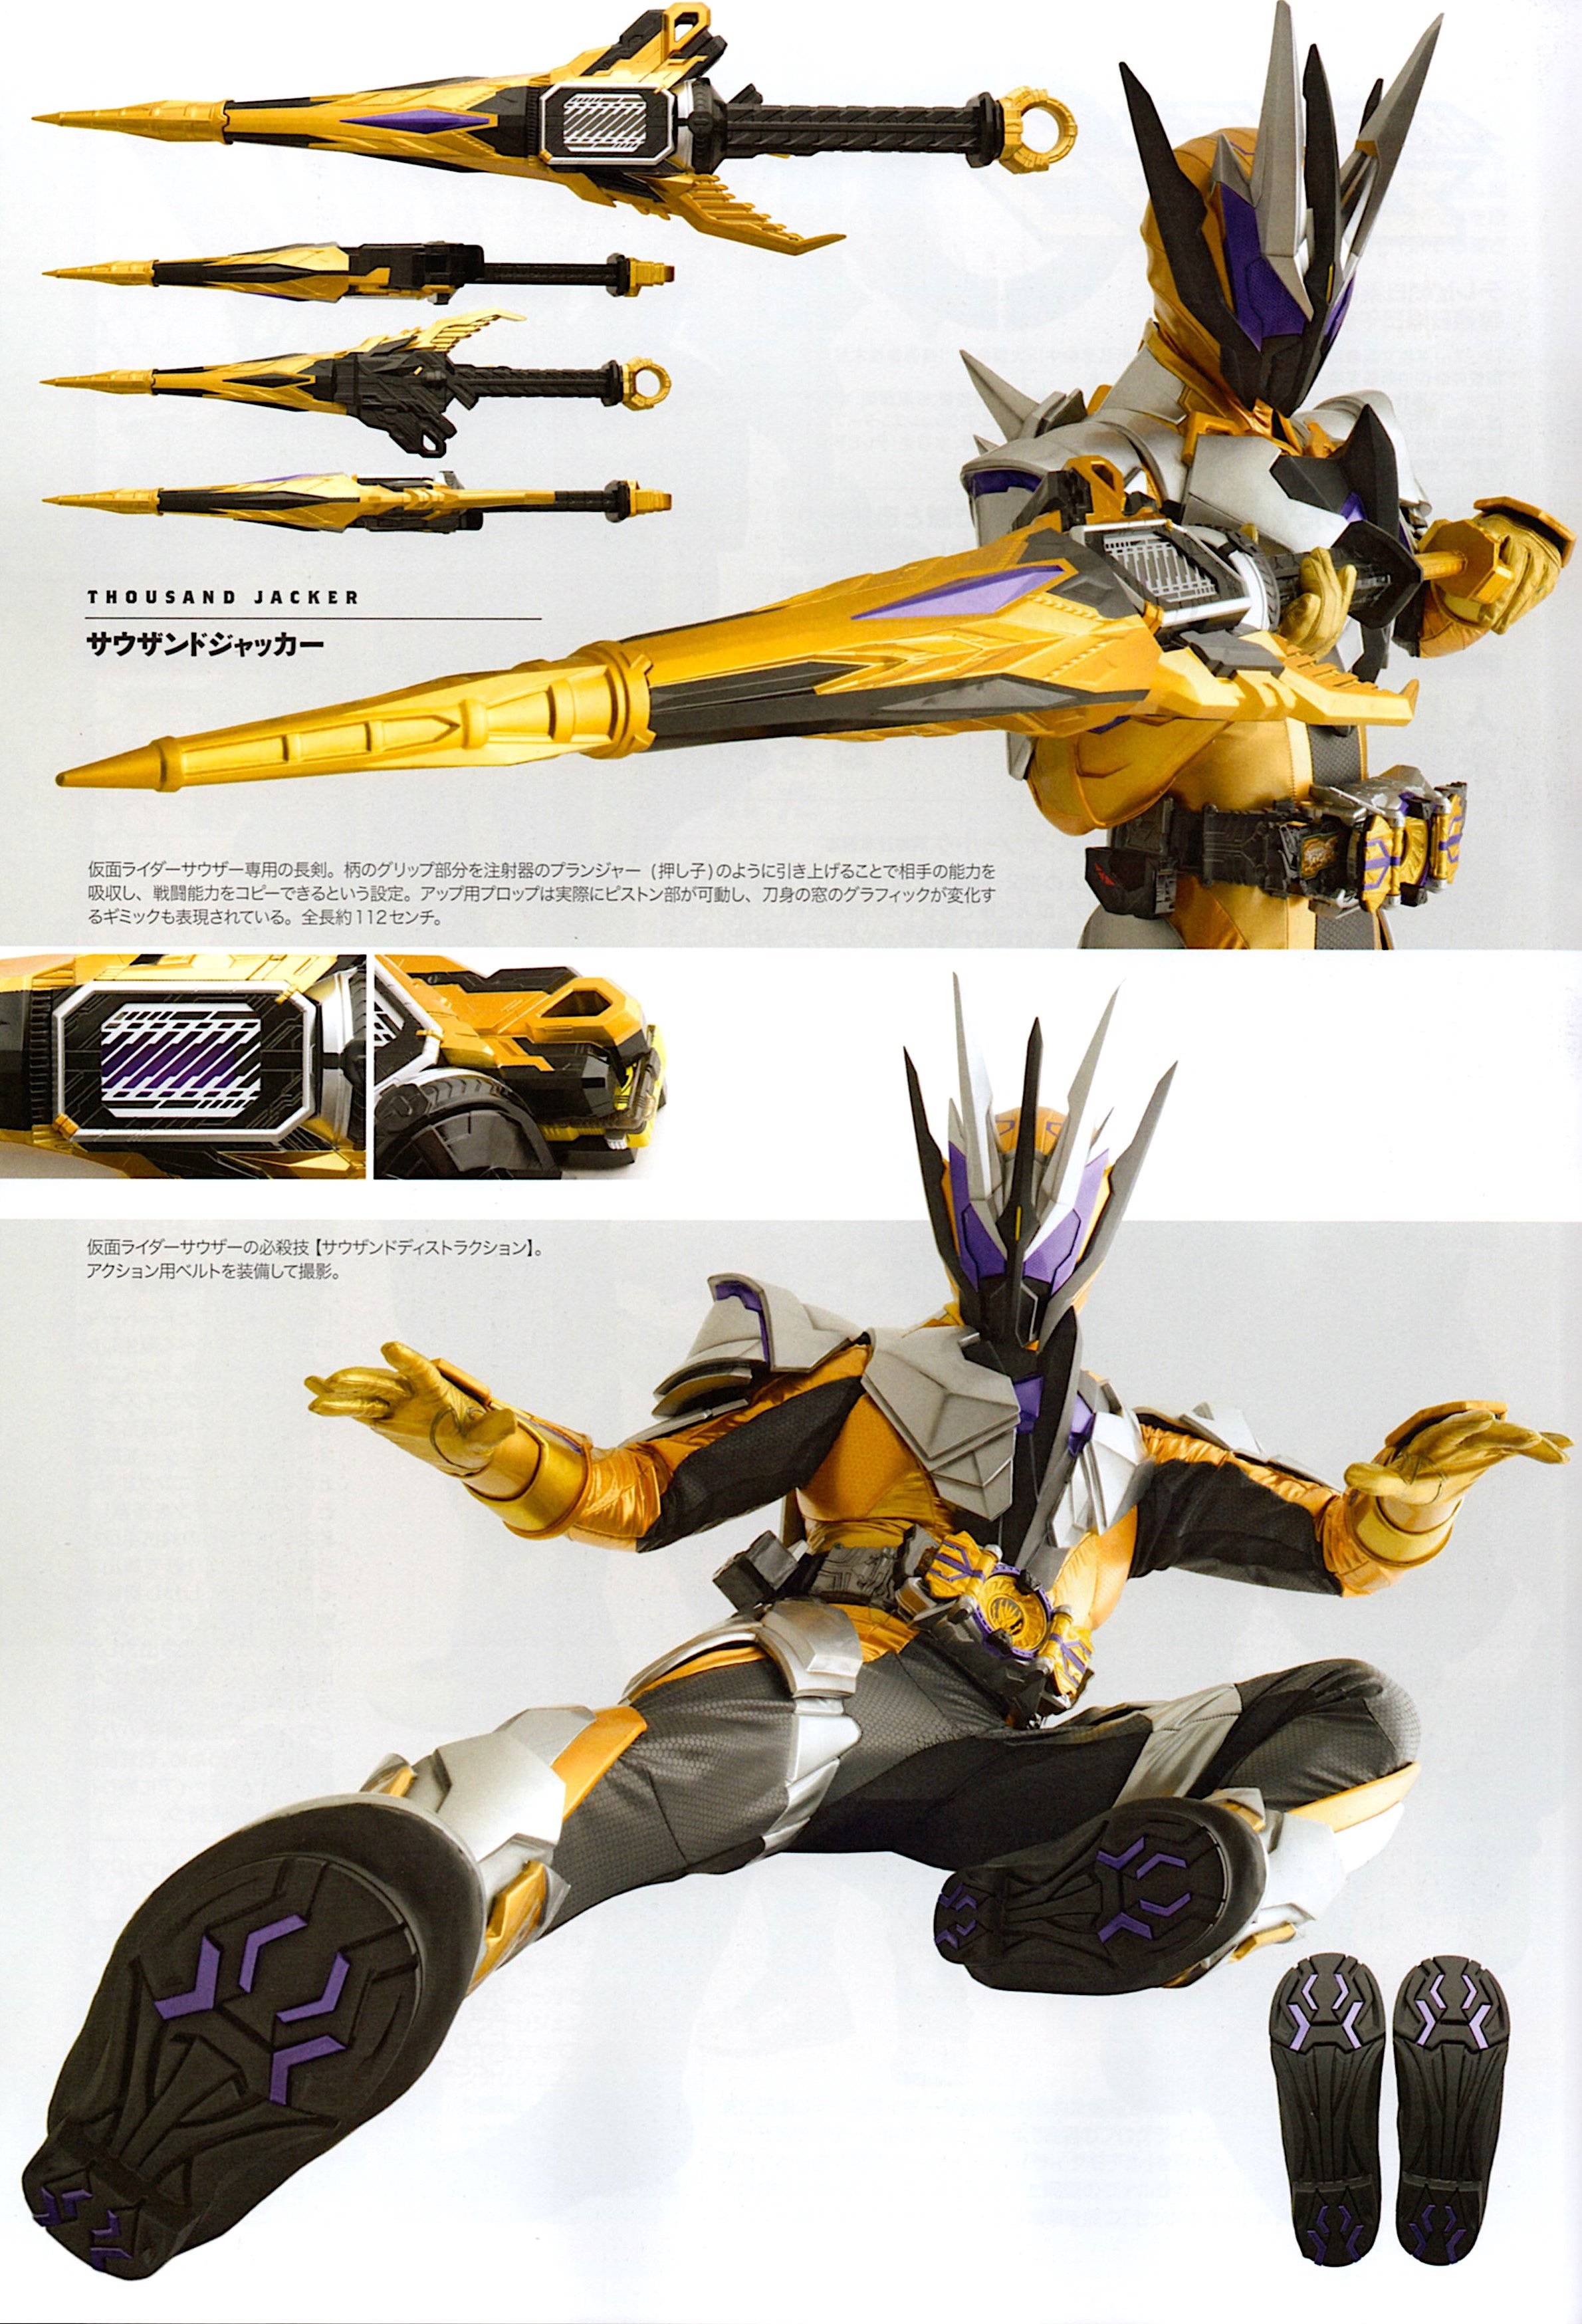 THOUSAND JACKER
サウザンドジャッカー
仮面ライダーサウザー専用の長剣。柄のグリップ部分を注射器のプランジャー（押し子）のように引き上げることで相手の能力を
吸収し、戦闘能力をコピーできるという設定。アップ用プロップは実際にピストン部が可動し、刀身の窓のグラフィックが変化す
るギミックも表現されている。全長約112センチ。
仮面ライダーサウザーの必殺技【サウザンドディストラクション】。
アクション用ベルトを装備して撮影。